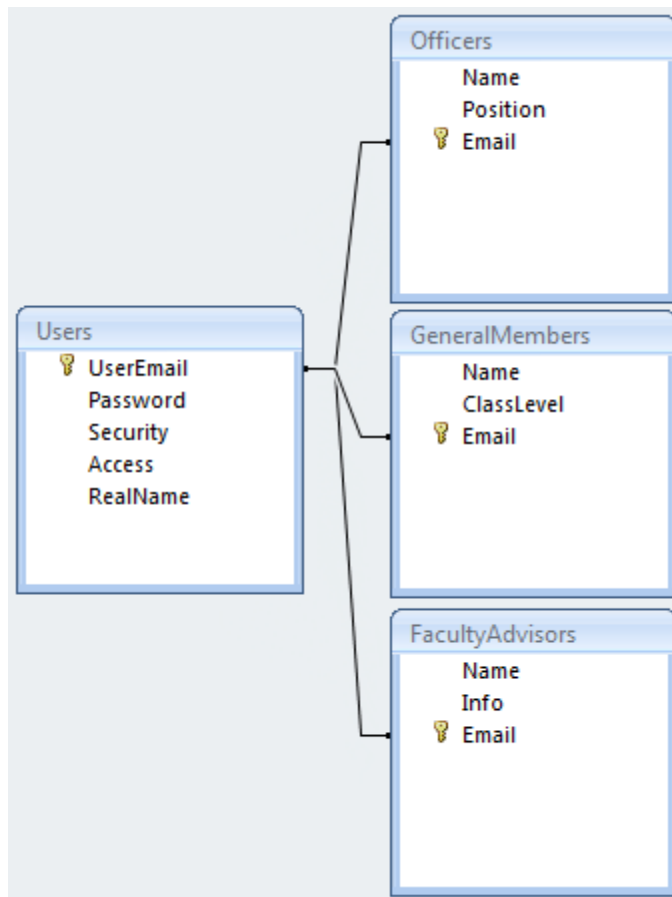 Officers
Name
Position
Email
Users
UserEmail
Password
Security
Access
RealName
GeneralMembers
Name
ClassLevel
Email
FacultyAdvisors
Name
Info
Email